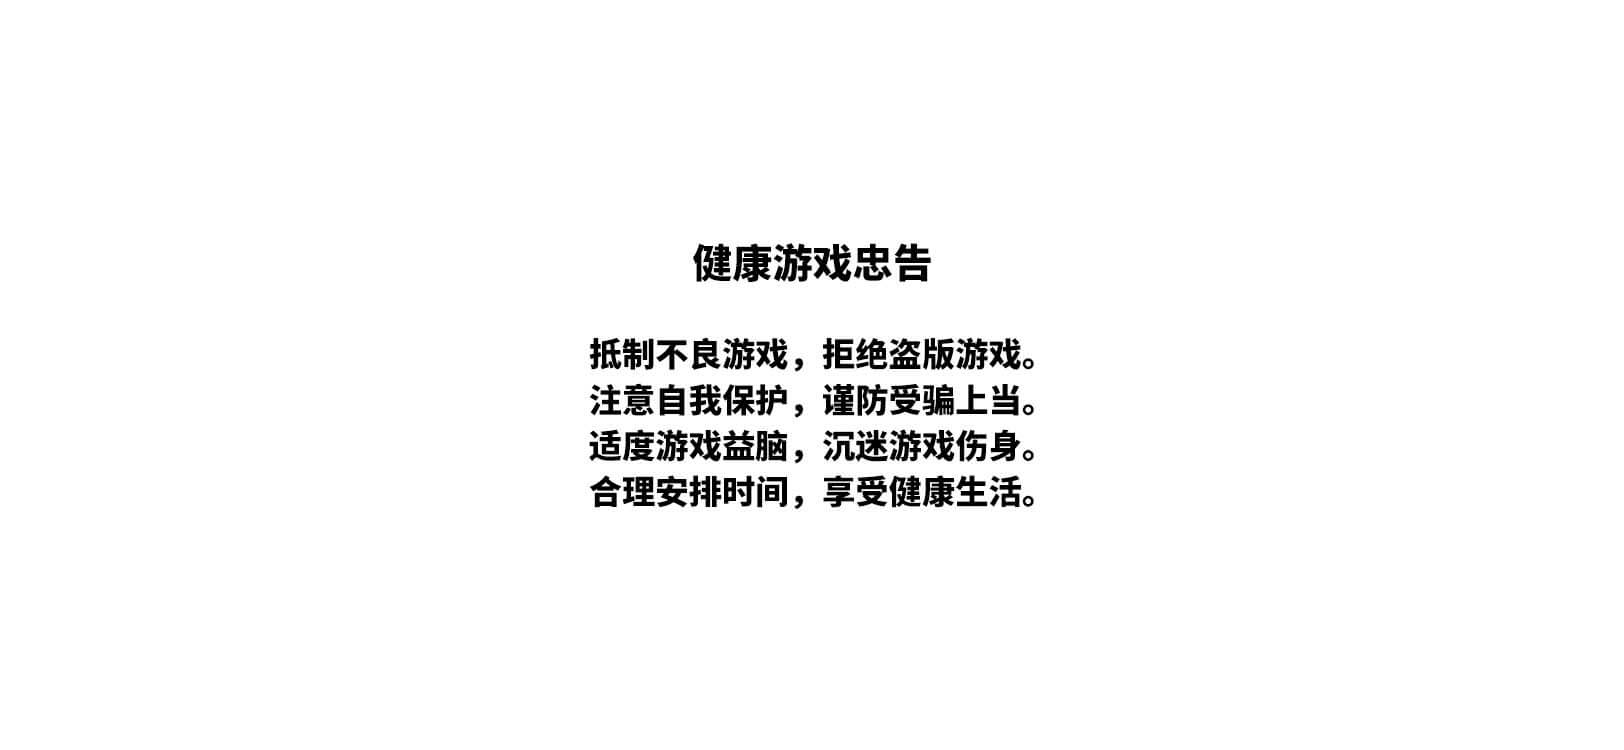 健康游戏忠告
抵制不良游戏，拒绝盗版游戏。
注意自我保护，谨防受骗上当。
适度游戏益脑，沉迷游戏伤身。
合理安排时间，享受健康生活。